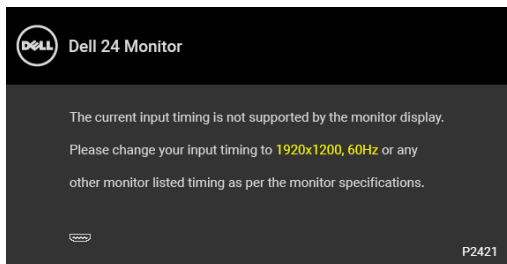 DELL
Dell 24 Monitor
The current input timing is not supported by the monitor display.
Please change your input timing to 1920x1200, 60Hz or any
other monitor listed timing as per the monitor specifications.
P2421